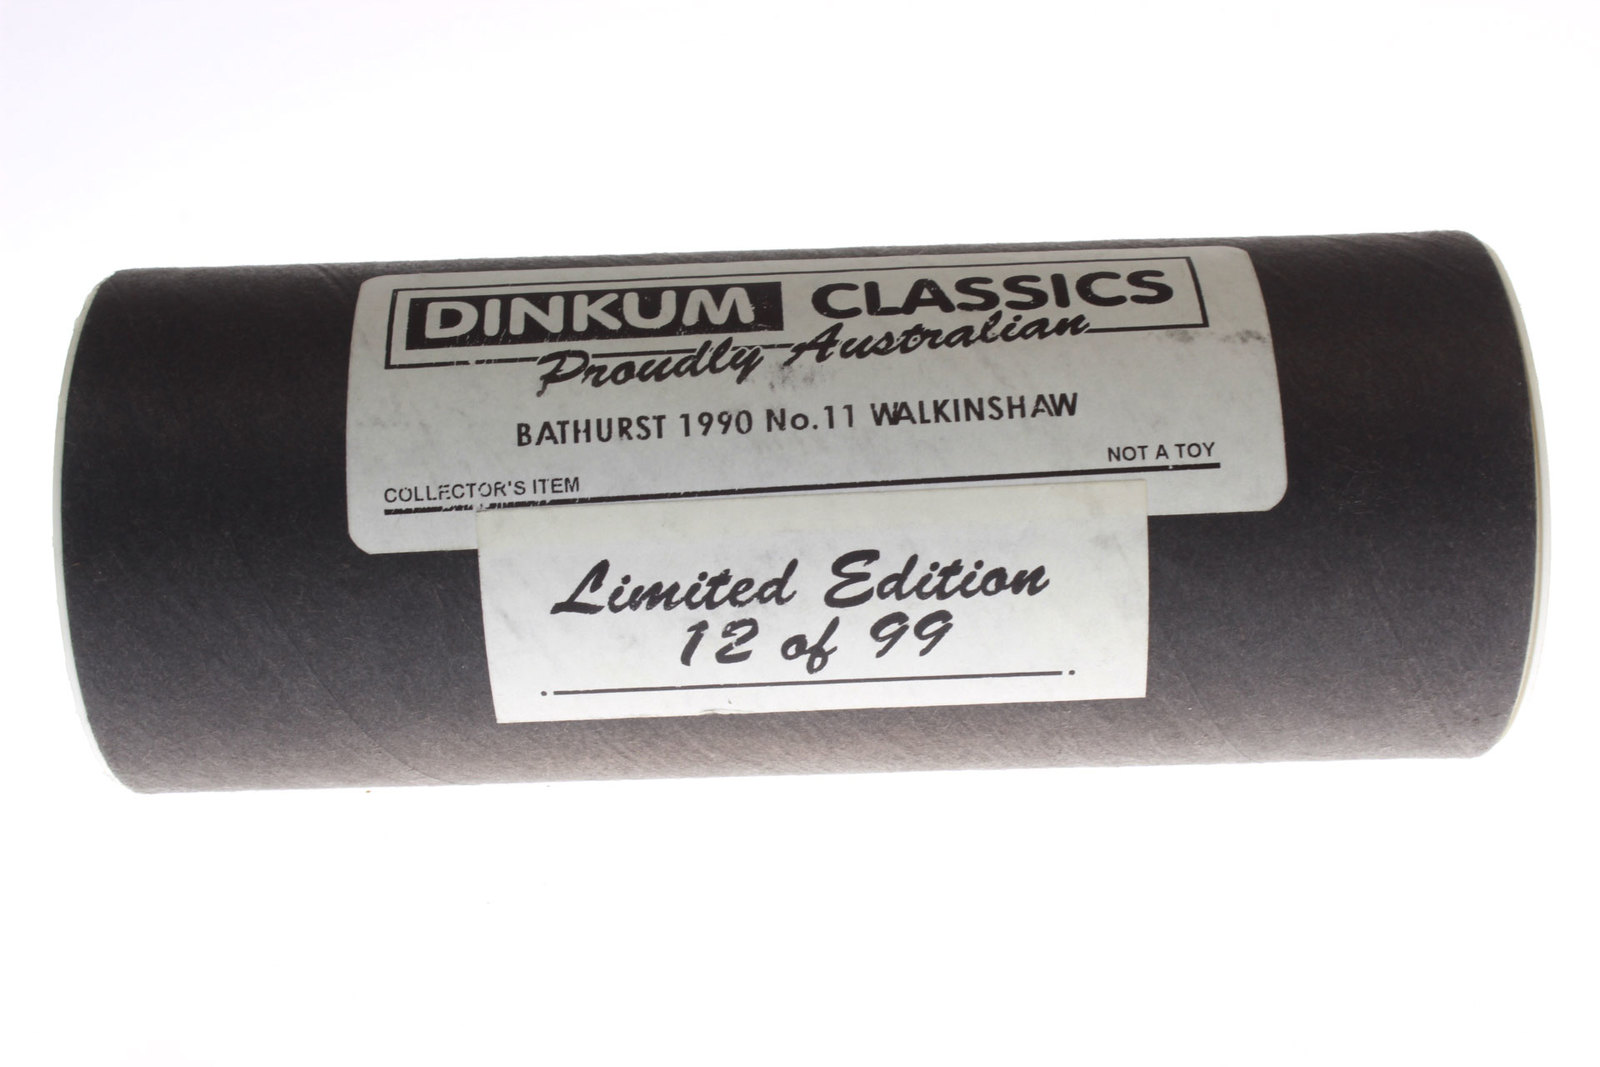 DINKUM CLASSICS
Proudly Australian
BATHURST 1990 No.11 WALKINSHAW
NOT A TOY
COLLECTOR'S ITEM
Limited Edition
12 of 99